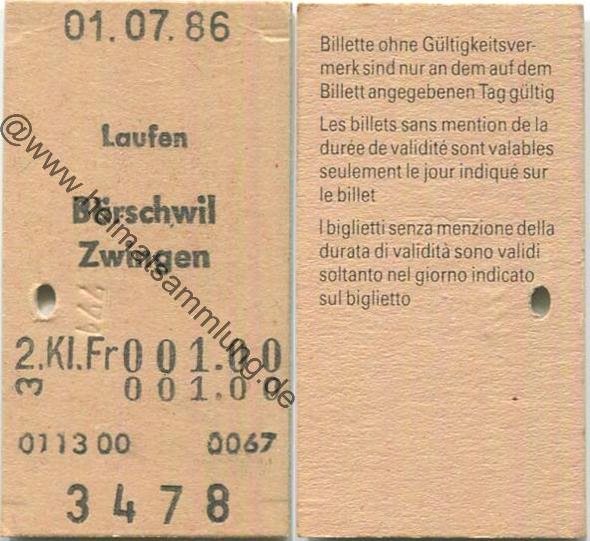 01.07.86
Laufen
Bärschwil
Zwingen
2.Kl.Fr 001.00
3 001.00
011300 0067
3478
@www.heimatsammlung.de
Billette ohne Gültigkeitsver-
merk sind nur an dem auf dem
Billett angegebenen Tag gültig
Les billets sans mention de la
durée de validité sont valables
seulement le jour indiqué sur
le billet
I biglietti senza menzione della
durata di validità sono validi
soltanto nel giorno indicato
sul biglietto